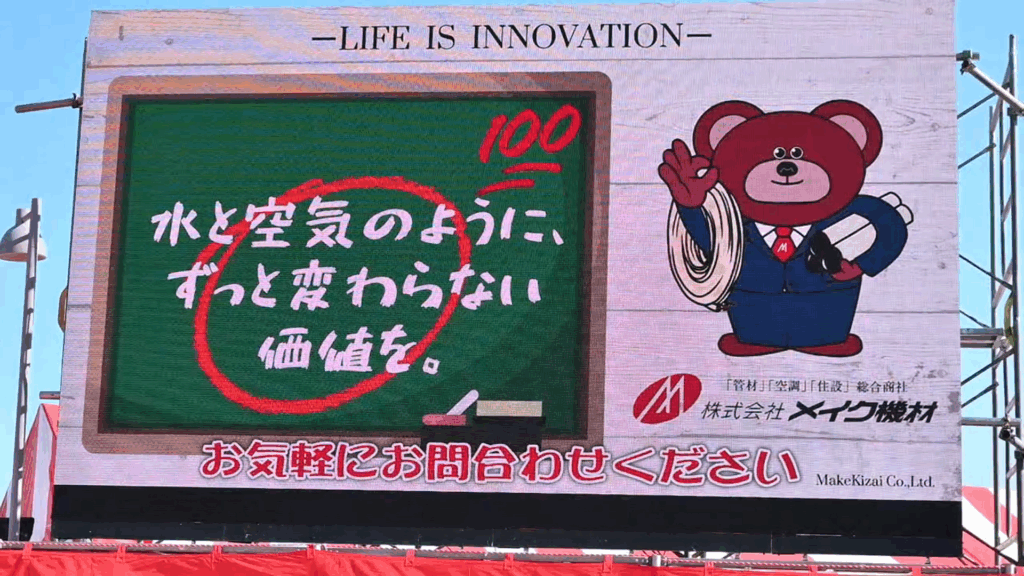 —LIFE IS INNOVATION—
100
水と空気のように、
ずっと変わらない
価値を。
M
「管材」「空調」「住設」総合商社
M
株式会社 メイク機材
お気軽にお問合わせください
MakeKizai Co.,Ltd.